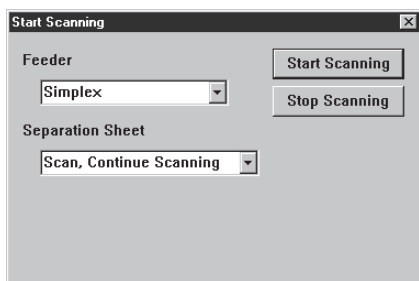 Start Scanning
Feeder
Simplex
Separation Sheet
Scan, Continue Scanning
Start Scanning
Stop Scanning